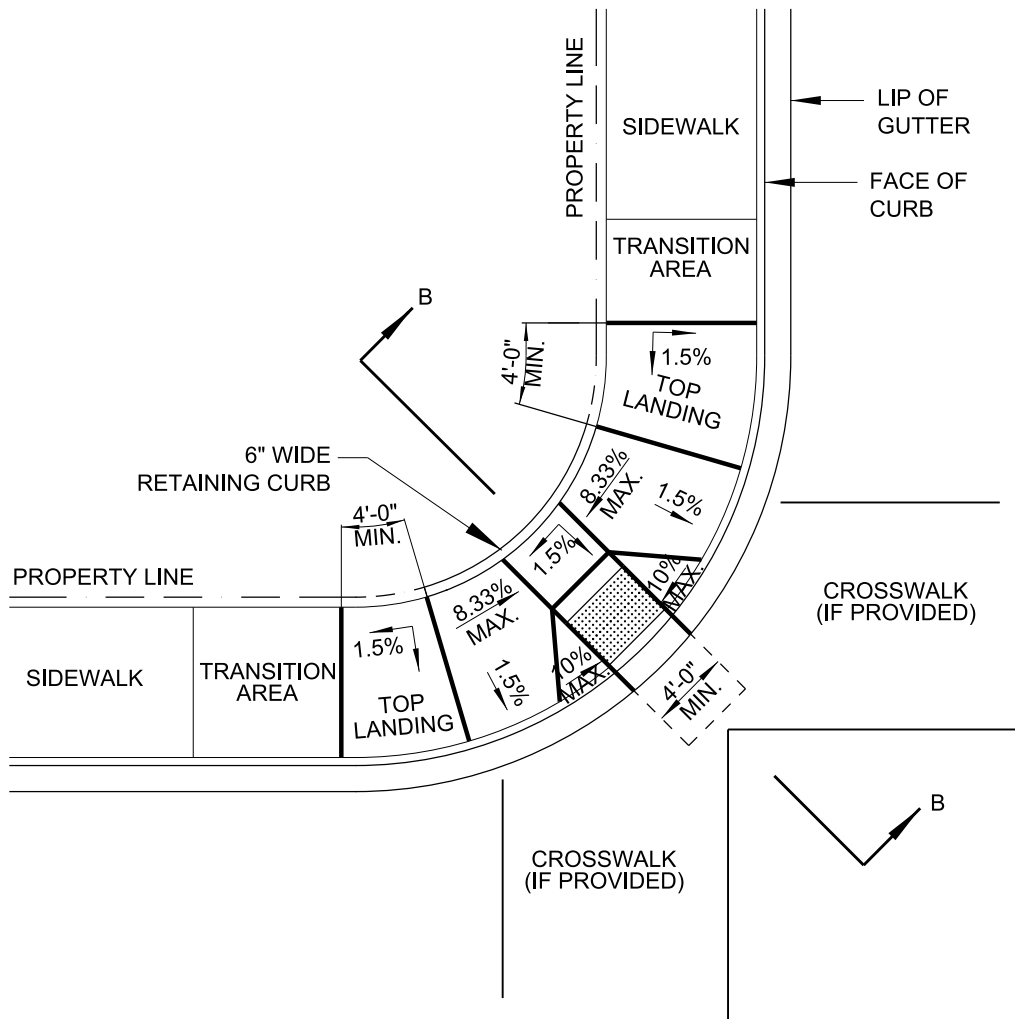 PROPERTY LINE
SIDEWALK
LIP OF
GUTTER
FACE OF
CURB
TRANSITION
AREA
B
4'-0"
MIN.
1.5%
TOP
LANDING
6" WIDE
RETAINING CURB
8.33%
MAX.
1.5%
4'-0"
MIN.
1.5%
10%
MAX.
PROPERTY LINE
CROSSWALK
(IF PROVIDED)
8.33%
MAX.
1.5%
SIDEWALK
TRANSITION
AREA
1.5%
TOP
LANDING
10%
MAX.
4'-0"
MIN.
B
CROSSWALK
(IF PROVIDED)